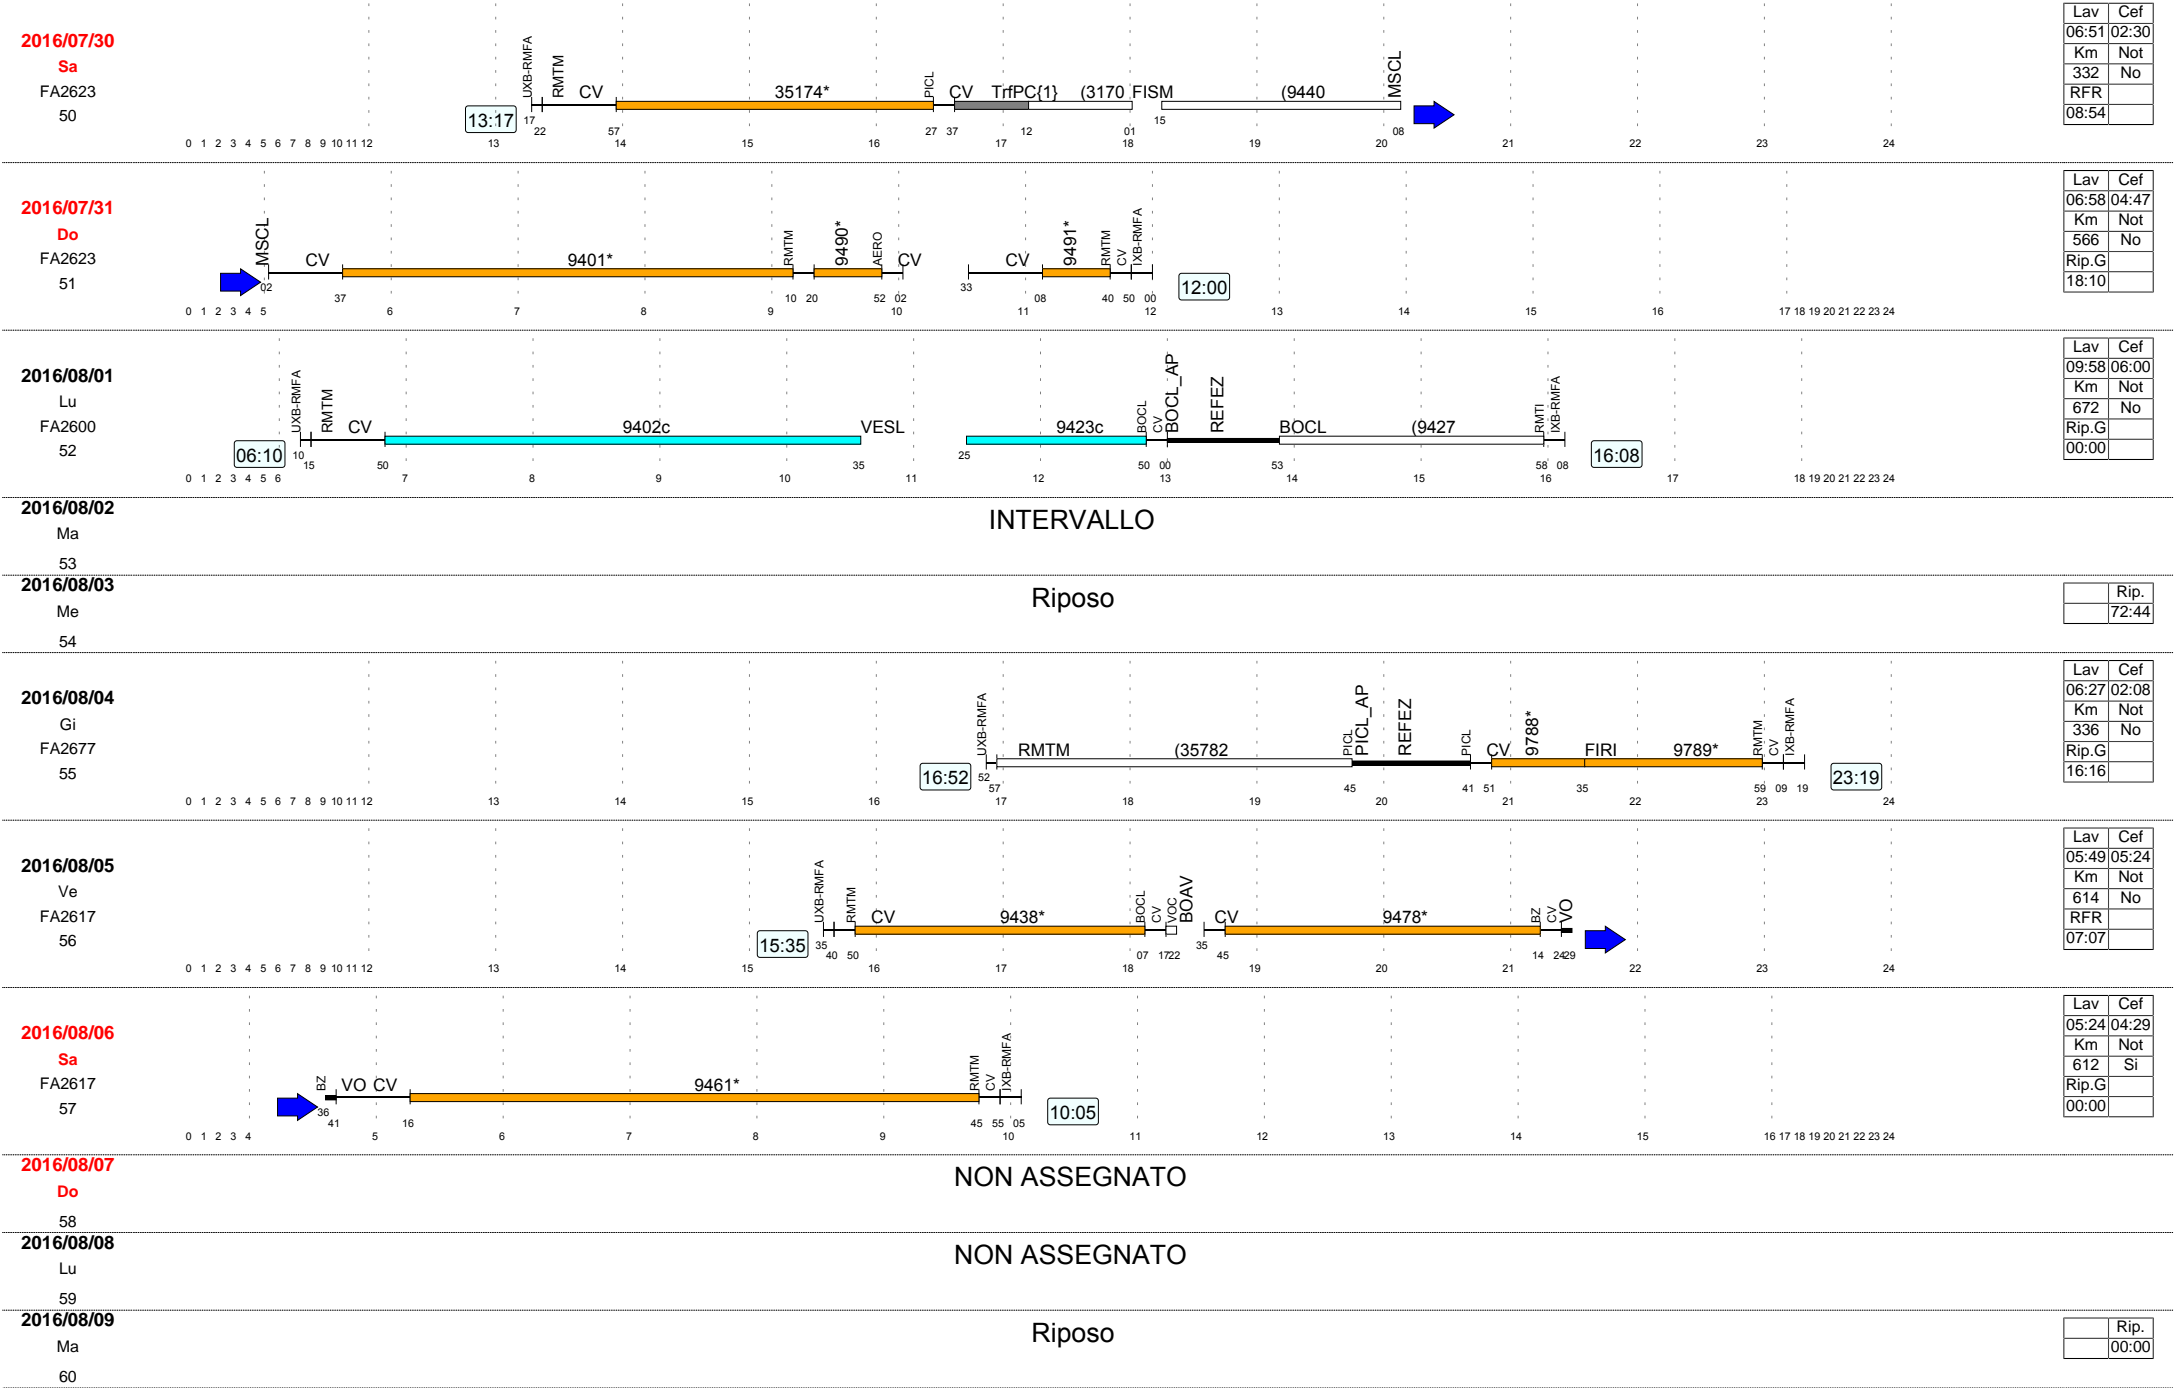 2016/07/30
Sa
FA2623
50
13:17
UXB-RMFA RMTM CV 35174* PICL CV TrfPC{1} (3170 FISM (9440 MSCL
17 22 57 27 37 12 01 15 08
0 1 2 3 4 5 6 7 8 9 10 11 12 13 14 15 16 17 18 19 20 21 22 23 24
Lav Cef
06:51 02:30
Km Not
332 No
RFR
08:54
2016/07/31
Do
FA2623
51
MSCL CV 9401* RMTM 9490* AERO CV CV 9491* RMTM CV IXB-RMFA
02 37 10 20 52 02 33 08 40 50 00
12:00
0 1 2 3 4 5 6 7 8 9 10 11 12 13 14 15 16 17 18 19 20 21 22 23 24
Lav Cef
06:58 04:47
Km Not
566 No
Rip.G
18:10
2016/08/01
Lu
FA2600
52
06:10
UXB-RMFA RMTM CV 9402c VESL 9423c BOCL CV BOCL_AP REFEZ BOCL (9427 RMTI IXB-RMFA
10 15 50 35 25 50 00 53 58 08
16:08
0 1 2 3 4 5 6 7 8 9 10 11 12 13 14 15 16 17 18 19 20 21 22 23 24
Lav Cef
09:58 06:00
Km Not
672 No
Rip.G
00:00
2016/08/02
Ma
53
INTERVALLO
2016/08/03
Me
54
Riposo
Rip.
72:44
2016/08/04
Gi
FA2677
55
16:52
UXB-RMFA RMTM (35782 PICL PICL_AP REFEZ PICL CV 9788* FIRI 9789* RMTM CV IXB-RMFA
52 57 45 41 51 35 59 09 19
23:19
0 1 2 3 4 5 6 7 8 9 10 11 12 13 14 15 16 17 18 19 20 21 22 23 24
Lav Cef
06:27 02:08
Km Not
336 No
Rip.G
16:16
2016/08/05
Ve
FA2617
56
15:35
UXB-RMFA RMTM CV 9438* BOCL CV VOC BOAV CV 9478* BZ CV VO
35 40 50 07 17 22 35 45 14 24 29
0 1 2 3 4 5 6 7 8 9 10 11 12 13 14 15 16 17 18 19 20 21 22 23 24
Lav Cef
05:49 05:24
Km Not
614 No
RFR
07:07
2016/08/06
Sa
FA2617
57
BZ VO CV 9461* RMTM CV IXB-RMFA
36 41 16 45 55 05
10:05
0 1 2 3 4 5 6 7 8 9 10 11 12 13 14 15 16 17 18 19 20 21 22 23 24
Lav Cef
05:24 04:29
Km Not
612 Si
Rip.G
00:00
2016/08/07
Do
58
NON ASSEGNATO
2016/08/08
Lu
59
NON ASSEGNATO
2016/08/09
Ma
60
Riposo
Rip.
00:00